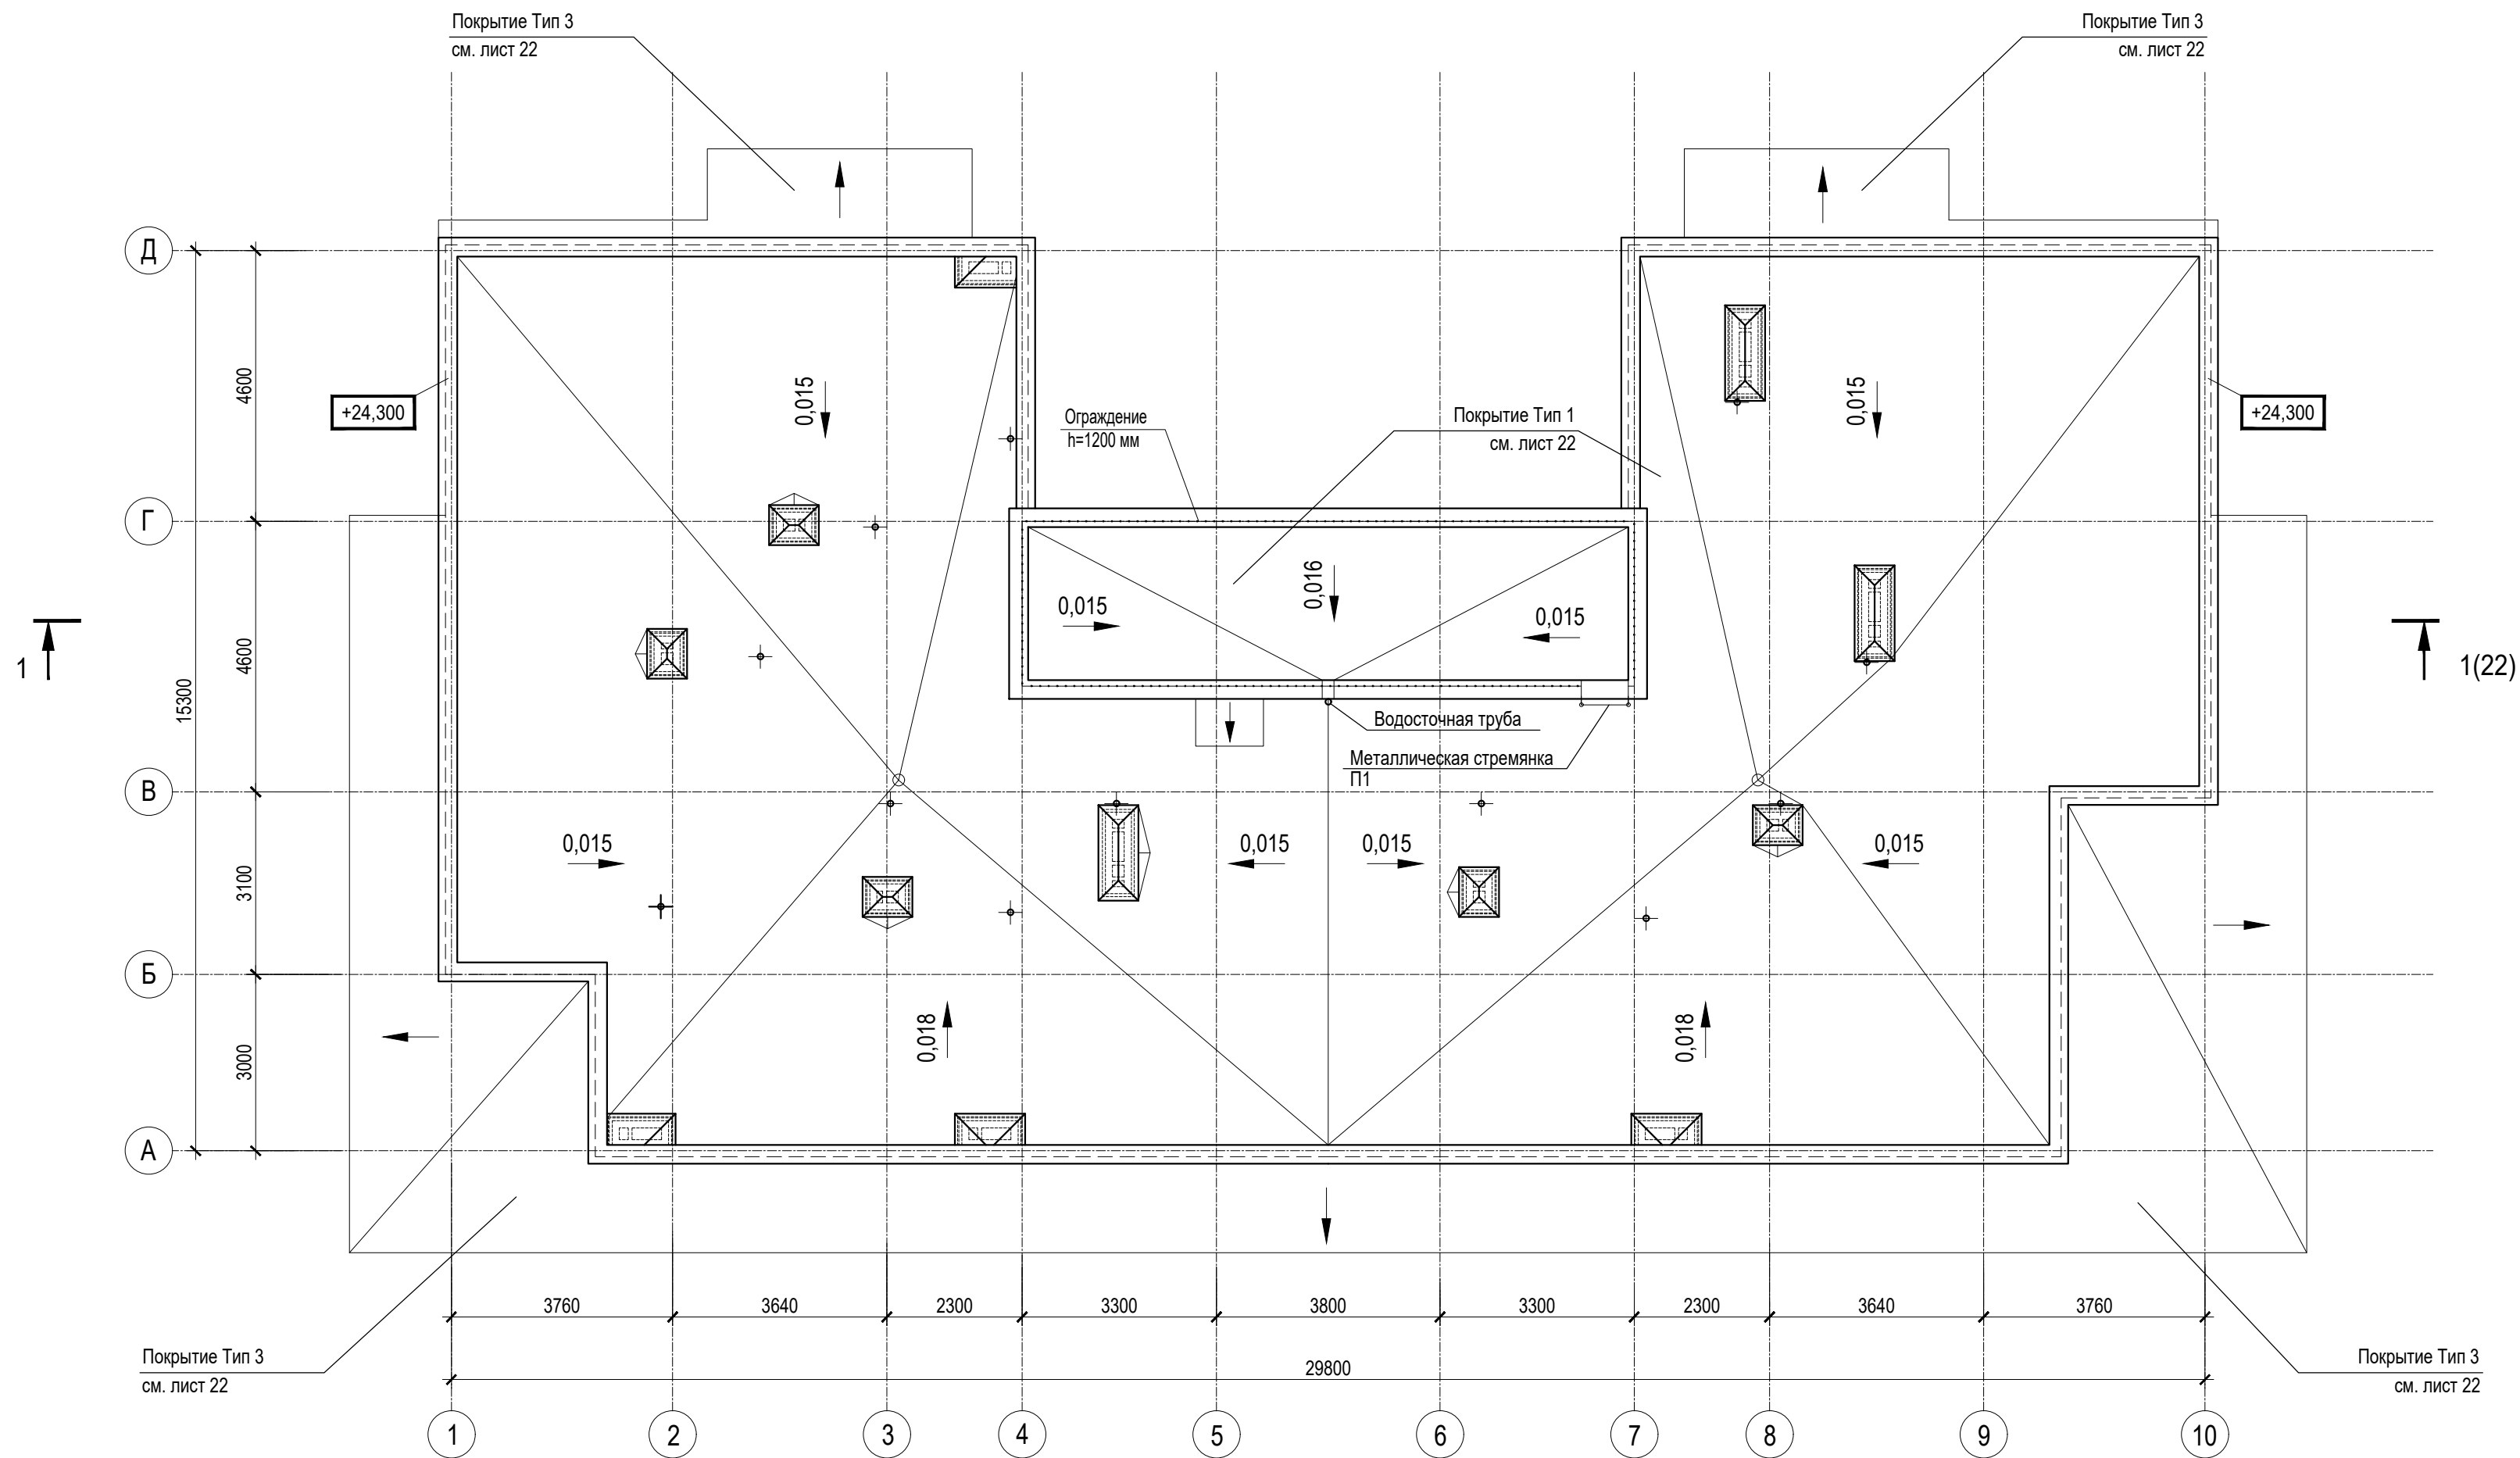 Покрытие Тип 3
см. лист 22
Покрытие Тип 3
см. лист 22
Д
4600
+24,300
0,015
Ограждение
h=1200 мм
Покрытие Тип 1
см. лист 22
0,015
+24,300
Г
0,015
0,016
0,015
4600
15300
1
1(22)
Водосточная труба
Металлическая стремянка
П1
В
0,015
0,015
0,015
0,015
3100
Б
0,018
0,018
3000
А
3760
3640
2300
3300
3800
3300
2300
3640
3760
Покрытие Тип 3
см. лист 22
29800
Покрытие Тип 3
см. лист 22
1
2
3
4
5
6
7
8
9
10